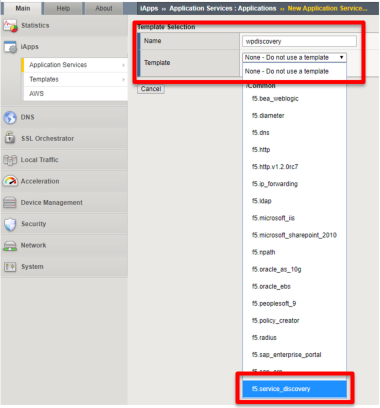 Main Help About
iApps ›› Application Services : Applications ›› New Application Service...
Statistics
iApps
Application Services
Templates
AWS
DNS
SSL Orchestrator
Local Traffic
Acceleration
Device Management
Security
Network
System
Template Selection
Name wpdiscovery
Template None - Do not use a template
None - Do not use a template
Cancel
/Common
f5.bea_weblogic
f5.diameter
f5.dns
f5.http
f5.http.v1.2.0rc7
f5.ip_forwarding
f5.ldap
f5.microsoft_iis
f5.microsoft_sharepoint_2010
f5.npath
f5.oracle_as_10g
f5.oracle_ebs
f5.peoplesoft_9
f5.policy_creator
f5.radius
f5.sap_enterprise_portal
f5.service_discovery